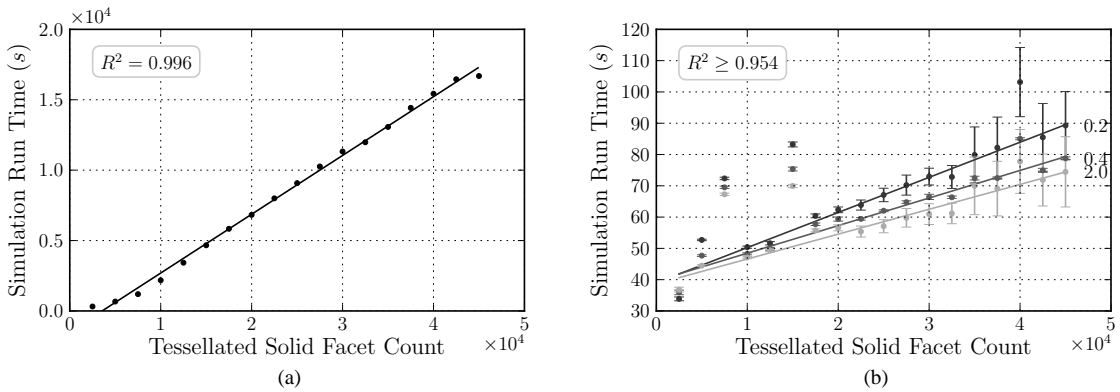 ×10⁴
2.0
1.5
1.0
0.5
0.0
Simulation Run Time (s)
R² = 0.996
0 1 2 3 4 5
Tessellated Solid Facet Count
×10⁴
(a)
120
110
100
90
80
70
60
50
40
30
Simulation Run Time (s)
R² ≥ 0.954
0.2
0.4
2.0
0 1 2 3 4 5
Tessellated Solid Facet Count
×10⁴
(b)